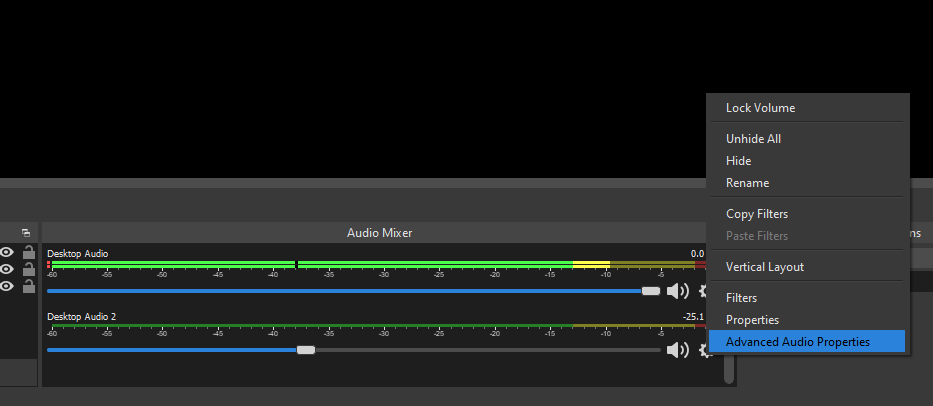 Lock Volume
Unhide All
Hide
Rename
Copy Filters
Paste Filters
Vertical Layout
Filters
Properties
Advanced Audio Properties
Audio Mixer
ns
Desktop Audio 0.0
-60 -55 -50 -45 -40 -35 -30 -25 -20 -15 -10 -5
Desktop Audio 2 -25.1
-60 -55 -50 -45 -40 -35 -30 -25 -20 -15 -10 -5